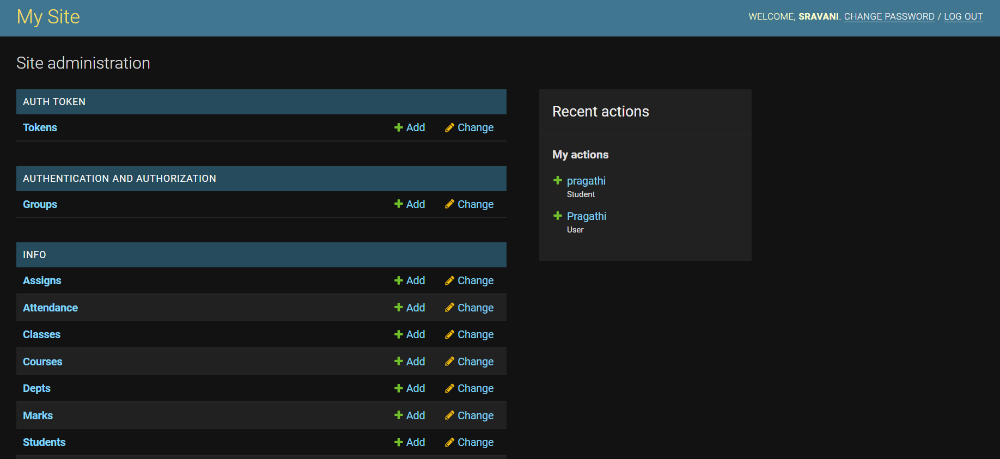 My Site
WELCOME, SRAVANI. CHANGE PASSWORD / LOG OUT
Site administration
AUTH TOKEN
Tokens Add Change
AUTHENTICATION AND AUTHORIZATION
Groups Add Change
INFO
Assigns Add Change
Attendance Add Change
Classes Add Change
Courses Add Change
Depts Add Change
Marks Add Change
Students Add Change
Recent actions
My actions
pragathi
Student
Pragathi
User